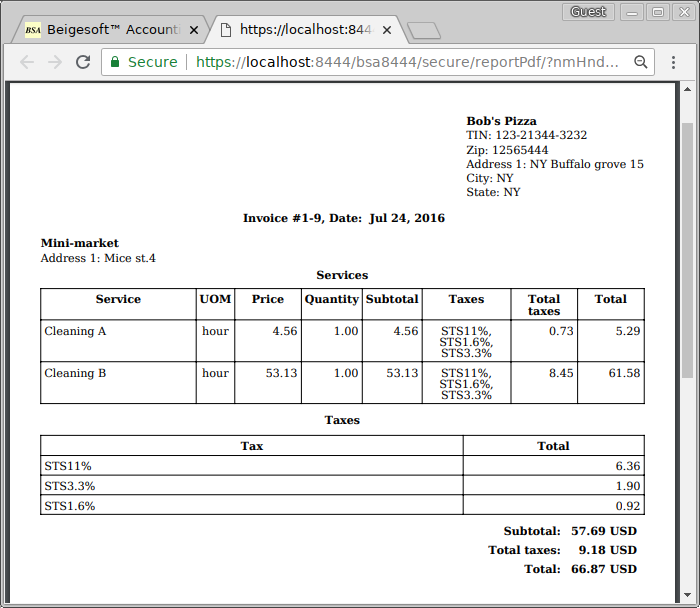 Guest
BSA Beigesoft™ Account
https://localhost:844
Secure https://localhost:8444/bsa8444/secure/reportPdf/?nmHnd...
Bob's Pizza
TIN: 123-21344-3232
Zip: 12565444
Address 1: NY Buffalo grove 15
City: NY
State: NY
Invoice #1-9, Date: Jul 24, 2016
Mini-market
Address 1: Mice st.4
Services
Service UOM Price Quantity Subtotal Taxes Total taxes Total
Cleaning A hour 4.56 1.00 4.56 STS11%, STS1.6%, STS3.3% 0.73 5.29
Cleaning B hour 53.13 1.00 53.13 STS11%, STS1.6%, STS3.3% 8.45 61.58
Taxes
Tax Total
STS11% 6.36
STS3.3% 1.90
STS1.6% 0.92
Subtotal: 57.69 USD
Total taxes: 9.18 USD
Total: 66.87 USD